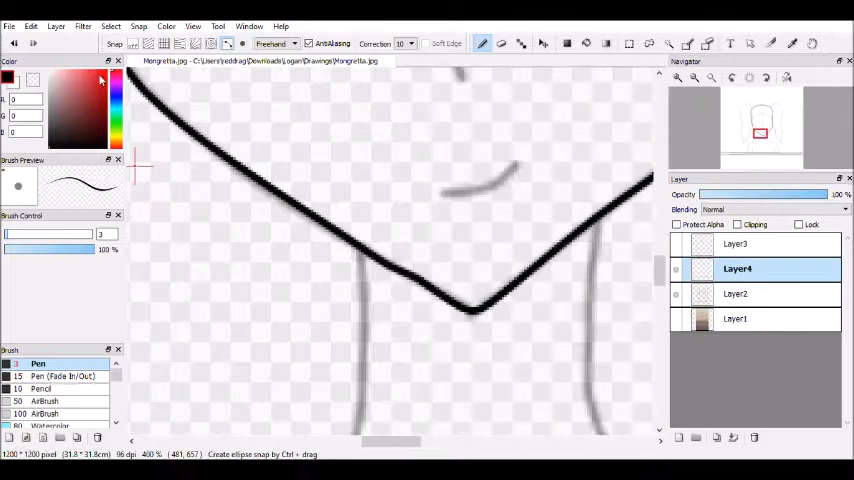 File Edit Layer Filter Select Snap Color View Tool Window Help
Snap Freehand AntiAliasing Correction 10 Soft Edge
Color
Mongretta.jpg - C:\Users\reddrag\Downloads\Logan\Drawings\Mongretta.jpg
Navigator
R 0
G 0
B 0
Brush Preview
Layer
Opacity 100 %
Blending Normal
Brush Control
Protect Alpha Clipping Lock
3
100 %
Layer3
Layer4
Layer2
Layer1
Brush
3 Pen
15 Pen (Fade In/Out)
10 Pencil
50 AirBrush
100 AirBrush
80 Watercolor
1200 * 1200 pixel (31.8 * 31.8cm) 96 dpi 400 % ( 481, 657 ) Create ellipse snap by Ctrl + drag